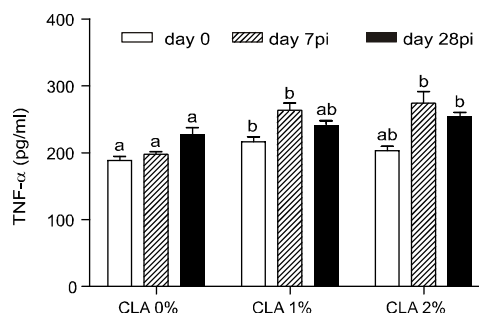 day 0 day 7pi day 28pi
TNF-α (pg/ml)
400
300
200
100
0
a a a b b ab ab b b
CLA 0% CLA 1% CLA 2%